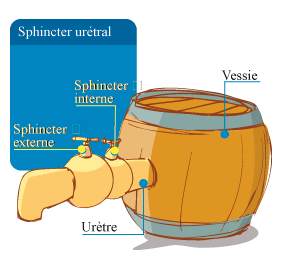 Sphincter urétral
Sphincter
interne
Vessie
Sphincter
externe
Urètre